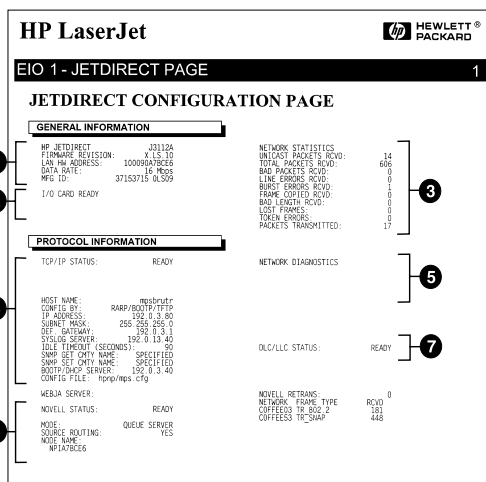 HP LaserJet
hp HEWLETT® PACKARD
EIO 1 - JETDIRECT PAGE 1
JETDIRECT CONFIGURATION PAGE
GENERAL INFORMATION
HP JETDIRECT J3112A
FIRMWARE REVISION: X.LS.10
LAN HW ADDRESS: 100090A7BCE6
DATA RATE: 16 Mbps
MFG ID: 37153715 0LS09
I/O CARD READY
NETWORK STATISTICS
UNICAST PACKETS RCVD: 14
TOTAL PACKETS RCVD: 606
BAD PACKETS RCVD: 0
LINE ERRORS RCVD: 0
BURST ERRORS RCVD: 1
FRAME COPIED RCVD: 0
BAD LENGTH RCVD: 0
LOST FRAMES: 0
TOKEN ERRORS: 0
PACKETS TRANSMITTED: 17
3
PROTOCOL INFORMATION
TCP/IP STATUS: READY
HOST NAME: mpsbrutr
CONFIG BY: RARP/BOOTP/TFTP
IP ADDRESS: 192.0.3.80
SUBNET MASK: 255.255.255.0
DEF. GATEWAY: 192.0.3.1
SYSLOG SERVER: 192.0.13.40
IDLE TIMEOUT (SECONDS): 90
SNMP GET CMTY NAME: SPECIFIED
SNMP SET CMTY NAME: SPECIFIED
BOOTP/DHCP SERVER: 192.0.3.40
CONFIG FILE: hpnp/mps.cfg
WEBJA SERVER:
NOVELL STATUS: READY
MODE: QUEUE SERVER
SOURCE ROUTING: YES
NODE NAME:
NPIA7BCE6
NETWORK DIAGNOSTICS
5
DLC/LLC STATUS: READY
7
NOVELL RETRANS: 0
NETWORK FRAME TYPE RCVD
COFFEE03 TR_802.2 181
COFFEE53 TR_SNAP 448